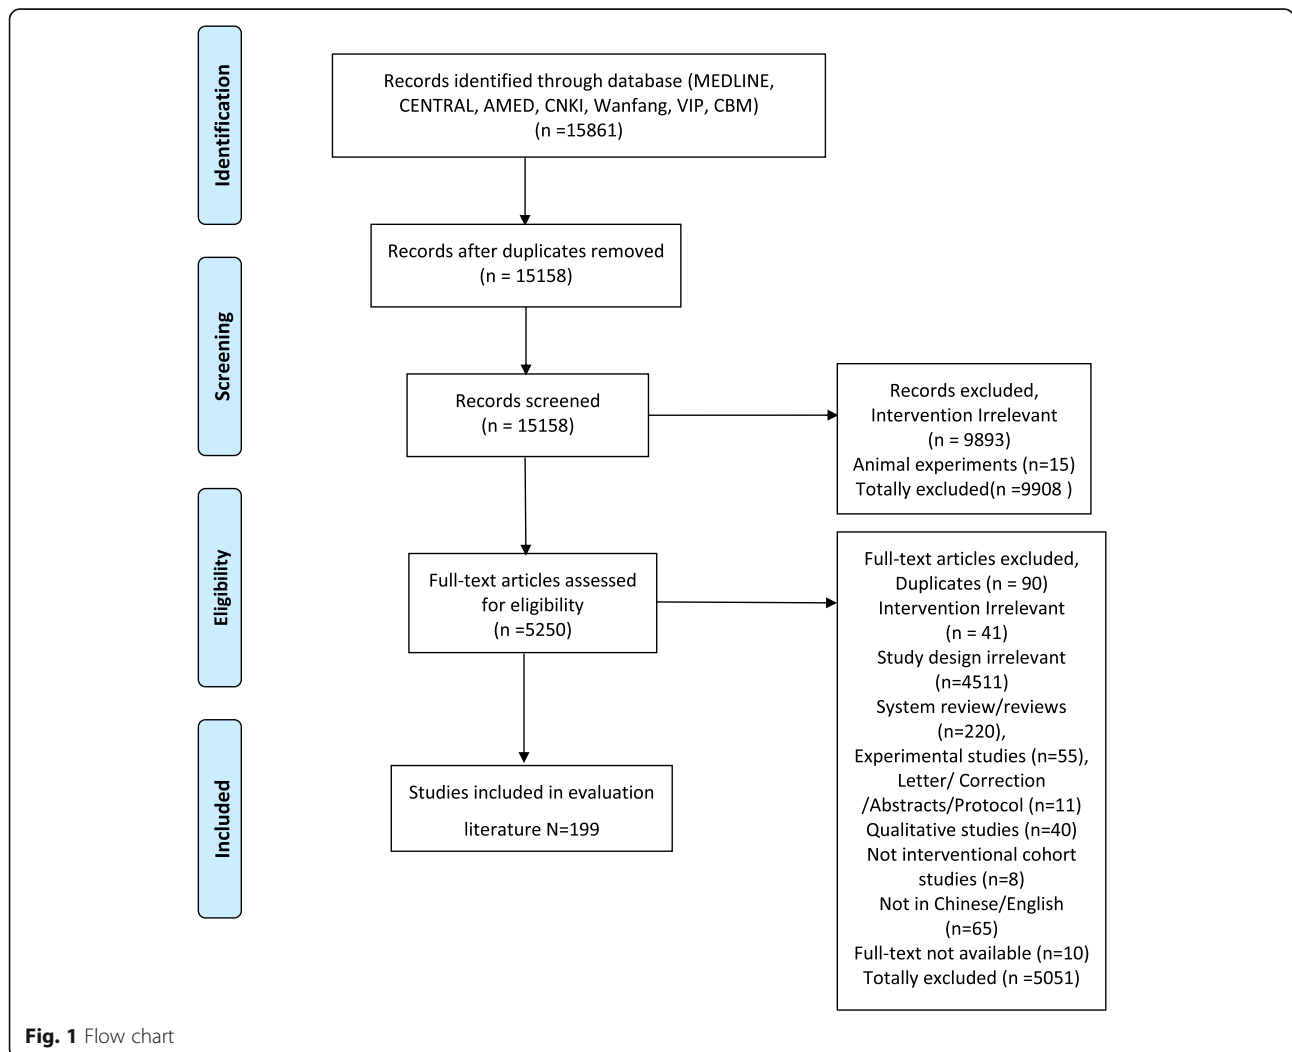 Identification
Records identified through database (MEDLINE,
CENTRAL, AMED, CNKI, Wanfang, VIP, CBM)
(n =15861)
Records after duplicates removed
(n = 15158)
Screening
Records screened
(n = 15158)
Records excluded,
Intervention Irrelevant
(n = 9893)
Animal experiments (n=15)
Totally excluded(n =9908 )
Eligibility
Full-text articles assessed
for eligibility
(n =5250)
Full-text articles excluded,
Duplicates (n = 90)
Intervention Irrelevant
(n = 41)
Study design irrelevant
(n=4511)
System review/reviews
(n=220),
Experimental studies (n=55),
Letter/ Correction
/Abstracts/Protocol (n=11)
Qualitative studies (n=40)
Not interventional cohort
studies (n=8)
Not in Chinese/English
(n=65)
Full-text not available (n=10)
Totally excluded (n =5051)
Included
Studies included in evaluation
literature N=199
Fig. 1 Flow chart